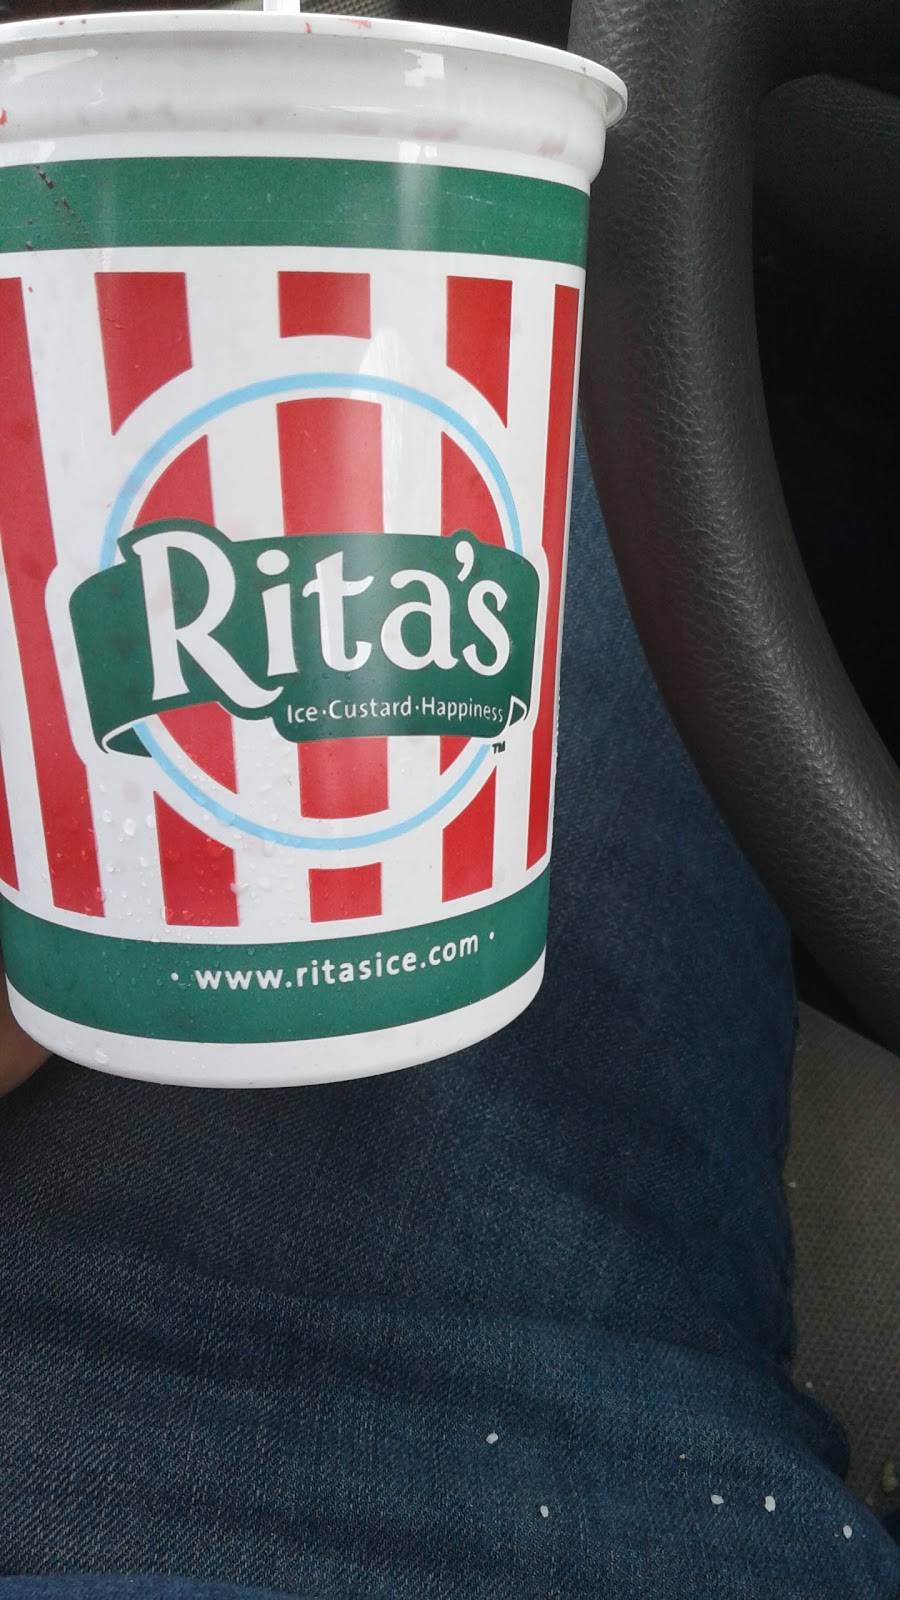 Rita's
Ice·Custard·Happiness
TM
· www.ritasice.com ·